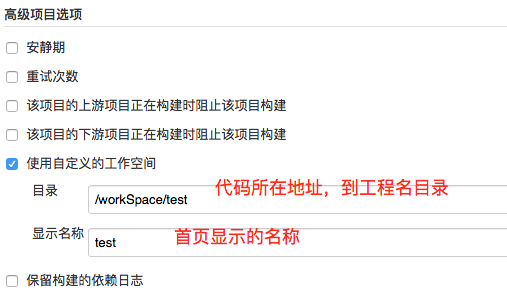 高级项目选项
安静期
重试次数
该项目的上游项目正在构建时阻止该项目构建
该项目的下游项目正在构建时阻止该项目构建
使用自定义的工作空间
目录 /workSpace/test 代码所在地址，到工程名目录
显示名称 test 首页显示的名称
保留构建的依赖日志